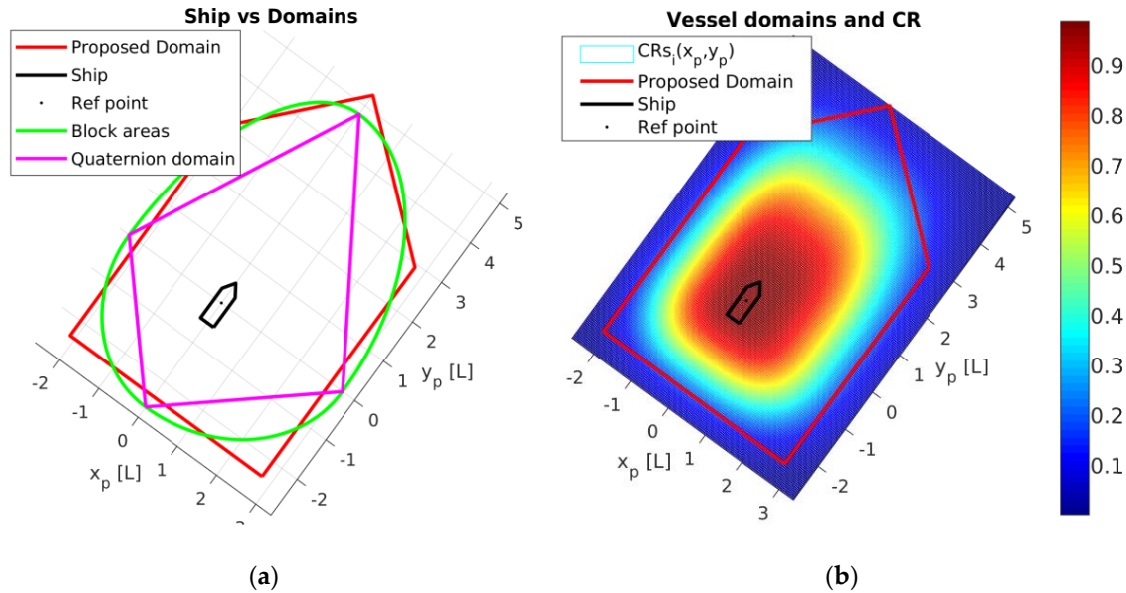 Ship vs Domains
Proposed Domain
Ship
Ref point
Block areas
Quaternion domain
5
4
3
2
1
0
-1
-2
y_p [L]
-2
-1
0
1
2
x_p [L]
(a)
Vessel domains and CR
CRs_i(x_p,y_p)
Proposed Domain
Ship
Ref point
5
4
3
2
1
0
-1
-2
y_p [L]
-2
-1
0
1
2
3
x_p [L]
0.9
0.8
0.7
0.6
0.5
0.4
0.3
0.2
0.1
(b)